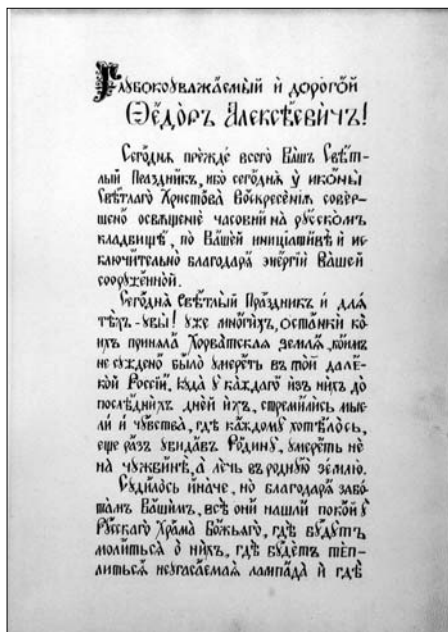 Глубокоуважаемый и дорогой
Ѳедоръ Алексѣевичъ!
Сегодня прежде всего Вашъ Свѣт-
лый Праздникъ, ибо сегодня у иконы
Свѣтлаго Христова Воскресенія совер-
шено освященіе часовни на русскомъ
кладбищѣ, по Вашей иниціативѣ и ис-
ключительно благодаря энергіи Вашей
сооруженной.
Сегодня Свѣтлый Праздникъ и для
тѣхъ - увы! уже многихъ, останки ко-
ихъ приняла Хорватская земля, коимъ
не суждено было умереть въ той дале-
кой Россіи, куда у каждаго изъ нихъ до
послѣднихъ дней ихъ, стремились мыс-
ли и чувства, гдѣ каждому хотѣлось,
еще разъ увидавъ Родину, умереть не
на чужбинѣ, а лечь въ родную землю.
Судилось иначе, но благодаря забо-
тамъ Вашимъ, всѣ они нашли покой у
Русскаго Храма Божьяго, гдѣ будутъ
молиться о нихъ, гдѣ будетъ теп-
литься неугасаемая лампада и гдѣ